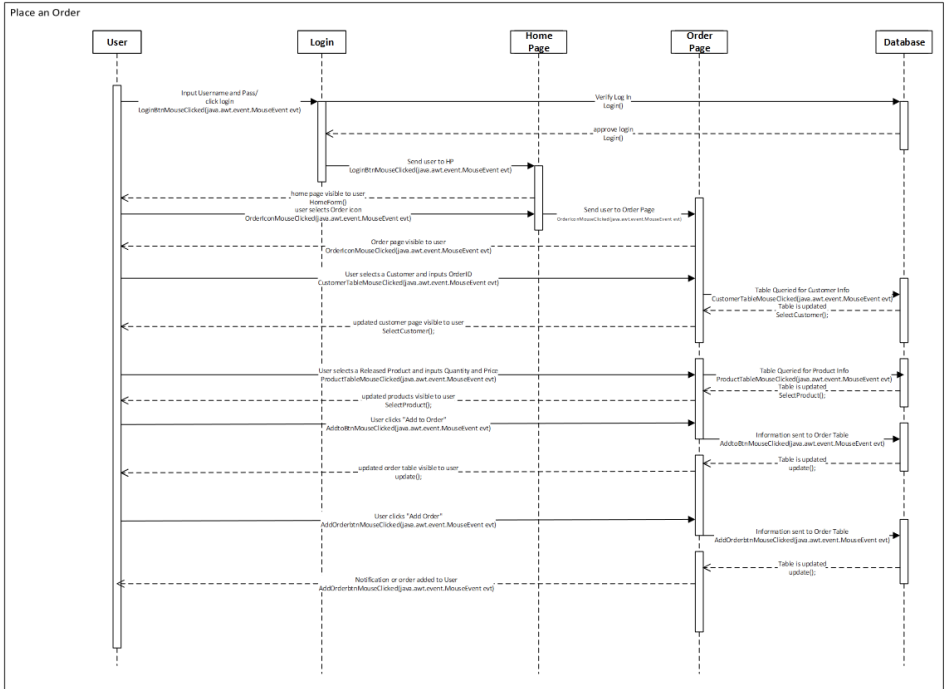 Place an Order
User
Login
Home
Page
Order
Page
Database
Input Username and Pass/
click login
LoginBtnMouseClicked(java.awt.event.MouseEvent evt)
Verify Log In
Login()
approve login
Login()
Send user to HP
LoginBtnMouseClicked(java.awt.event.MouseEvent evt)
home page visible to user
HomeForm()
user selects Order icon
OrderIconMouseClicked(java.awt.event.MouseEvent evt)
Send user to Order Page
OrderIconMouseClicked(java.awt.event.MouseEvent evt)
Order page visible to user
OrderIconMouseClicked(java.awt.event.MouseEvent evt)
User selects a Customer and inputs OrderID
CustomerTableMouseClicked(java.awt.event.MouseEvent evt)
Table Queried for Customer Info
CustomerTableMouseClicked(java.awt.event.MouseEvent evt)
Table is updated
SelectCustomer();
updated customer page visible to user
SelectCustomer();
User selects a Released Product and inputs Quantity and Price
ProductTableMouseClicked(java.awt.event.MouseEvent evt)
Table Queried for Product Info
ProductTableMouseClicked(java.awt.event.MouseEvent evt)
Table is updated
SelectProduct();
updated products visible to user
SelectProduct();
User clicks "Add to Order"
AddtoBtnMouseClicked(java.awt.event.MouseEvent evt)
Information sent to Order Table
AddtoBtnMouseClicked(java.awt.event.MouseEvent evt)
Table is updated
update();
updated order table visible to user
update();
User clicks "Add Order"
AddOrderbtnMouseClicked(java.awt.event.MouseEvent evt)
Information sent to Order Table
AddOrderbtnMouseClicked(java.awt.event.MouseEvent evt)
Table is updated
update();
Notification or order added to User
AddOrderbtnMouseClicked(java.awt.event.MouseEvent evt)